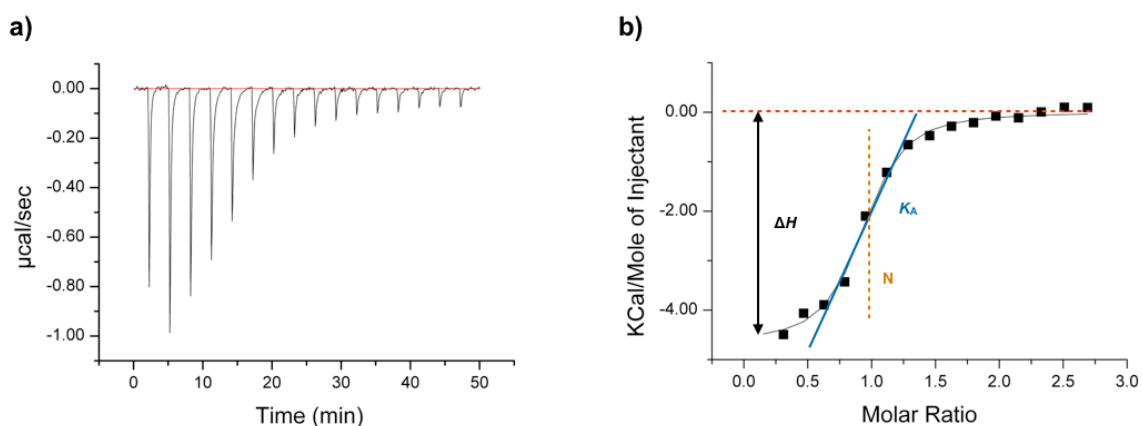 a)
b)
0.00
-0.20
-0.40
-0.60
-0.80
-1.00
µcal/sec
0 10 20 30 40 50
Time (min)
0.00
-2.00
-4.00
KCal/Mole of Injectant
ΔH
K_A
N
0.0 0.5 1.0 1.5 2.0 2.5 3.0
Molar Ratio